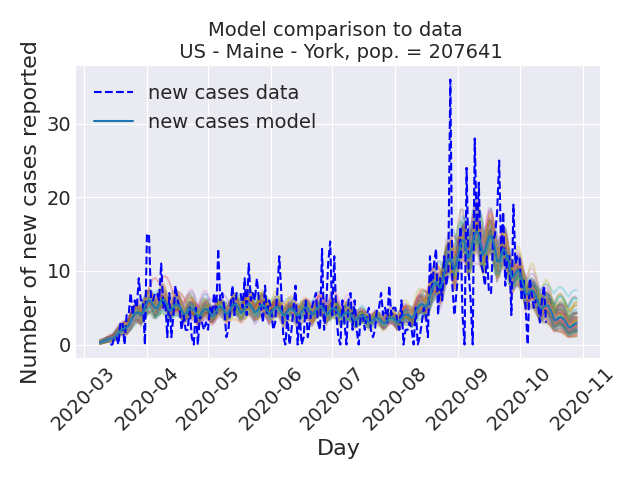 Model comparison to data
US - Maine - York, pop. = 207641
Number of new cases reported
new cases data
new cases model
30
20
10
0
2020-03
2020-04
2020-05
2020-06
2020-07
2020-08
2020-09
2020-10
2020-11
Day